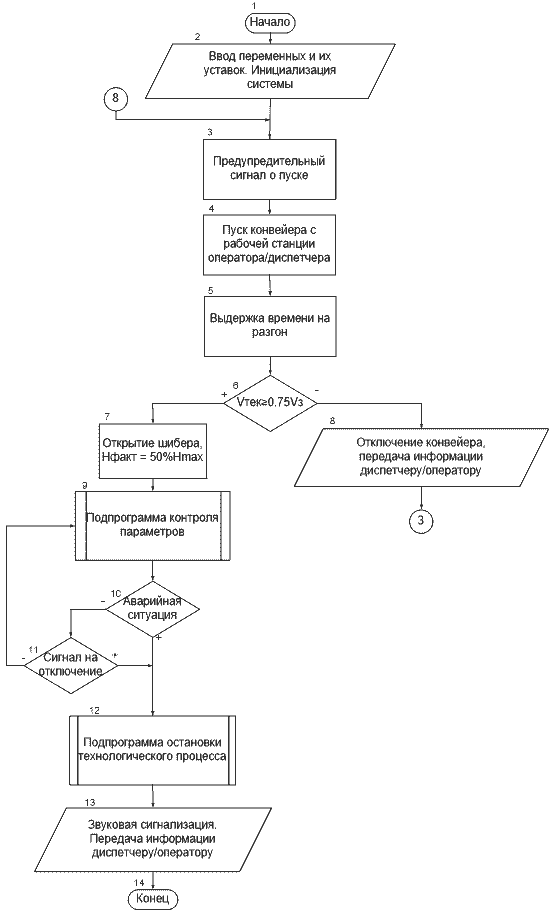 1
Начало
2
Ввод переменных и их
уставок. Инициализация
системы
8
3
Предупредительный
сигнал о пуске
4
Пуск конвейера с
рабочей станции
оператора/диспетчера
5
Выдержка времени на
разгон
6
+
-
Vтек≥0,75Vз
7
Открытие шибера,
Hфакт = 50%Hmax
8
Отключение конвейера,
передача информации
диспетчеру/оператору
3
9
Подпрограмма контроля
параметров
10
-
Аварийная
ситуация
+
11
-
+
Сигнал на
отключение
12
Подпрограмма остановки
технологического процесса
13
Звуковая сигнализация.
Передача информации
диспетчеру/оператору
14
Конец